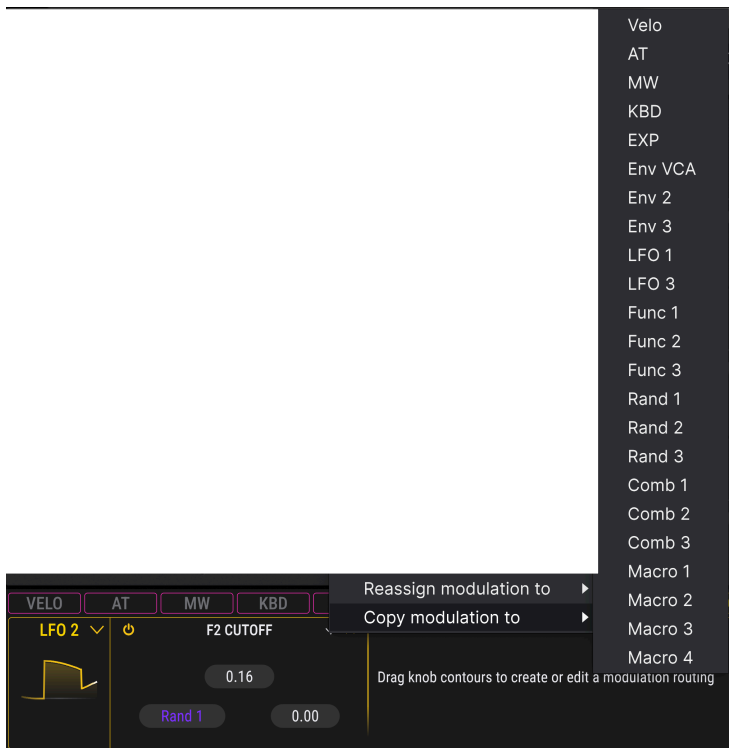 Velo
AT
MW
KBD
EXP
Env VCA
Env 2
Env 3
LFO 1
LFO 3
Func 1
Func 2
Func 3
Rand 1
Rand 2
Rand 3
Comb 1
Comb 2
Comb 3
Macro 1
Macro 2
Macro 3
Macro 4
Reassign modulation to
Copy modulation to
VELO AT MW KBD
LFO 2 F2 CUTOFF
0.16
Rand 1 0.00
Drag knob contours to create or edit a modulation routing